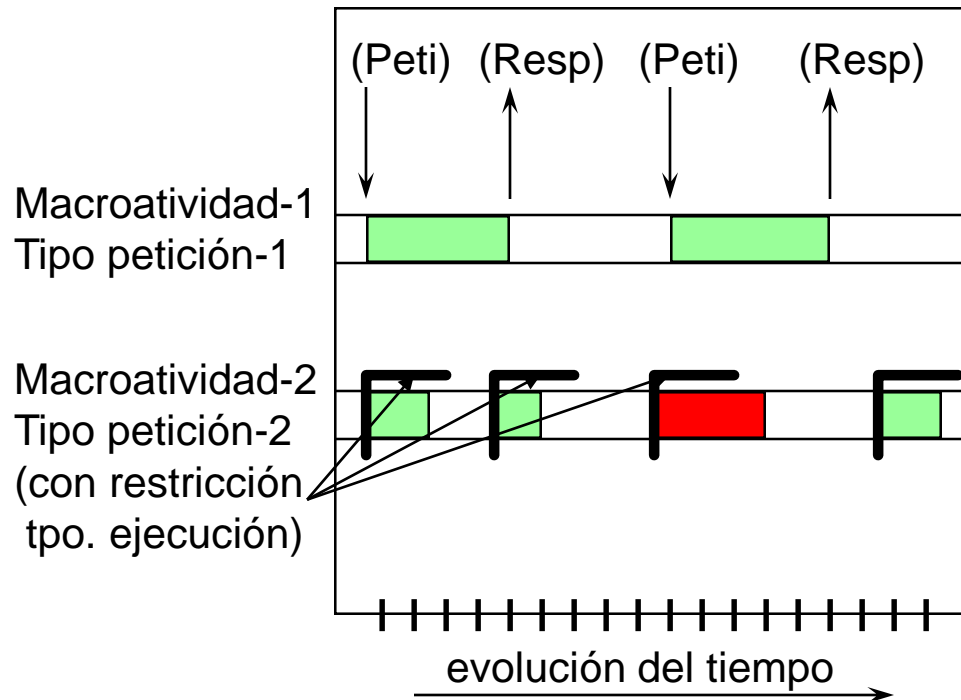 (Peti) (Resp) (Peti) (Resp)
Macroatividad-1
Tipo petición-1
Macroatividad-2
Tipo petición-2
(con restricción
tpo. ejecución)
evolución del tiempo